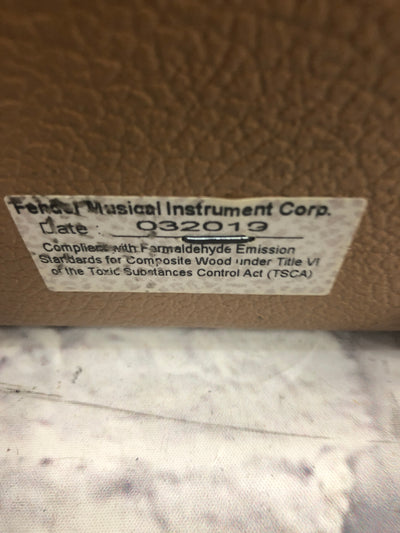 Fender Musical Instrument Corp.
Date : 032019
Complies with Formaldehyde Emission
Standards for Composite Wood under Title VI
of the Toxic Substances Control Act (TSCA)